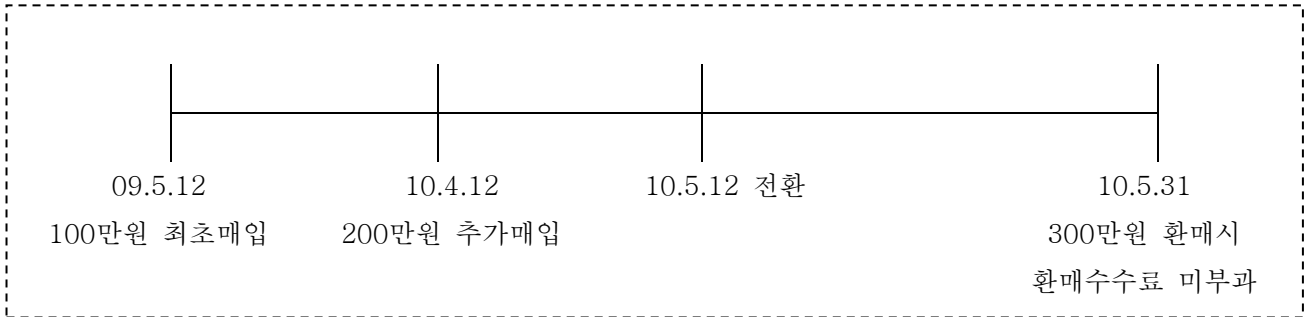 09.5.12
100만원 최초매입
10.4.12
200만원 추가매입
10.5.12 전환
10.5.31
300만원 환매시
환매수수료 미부과